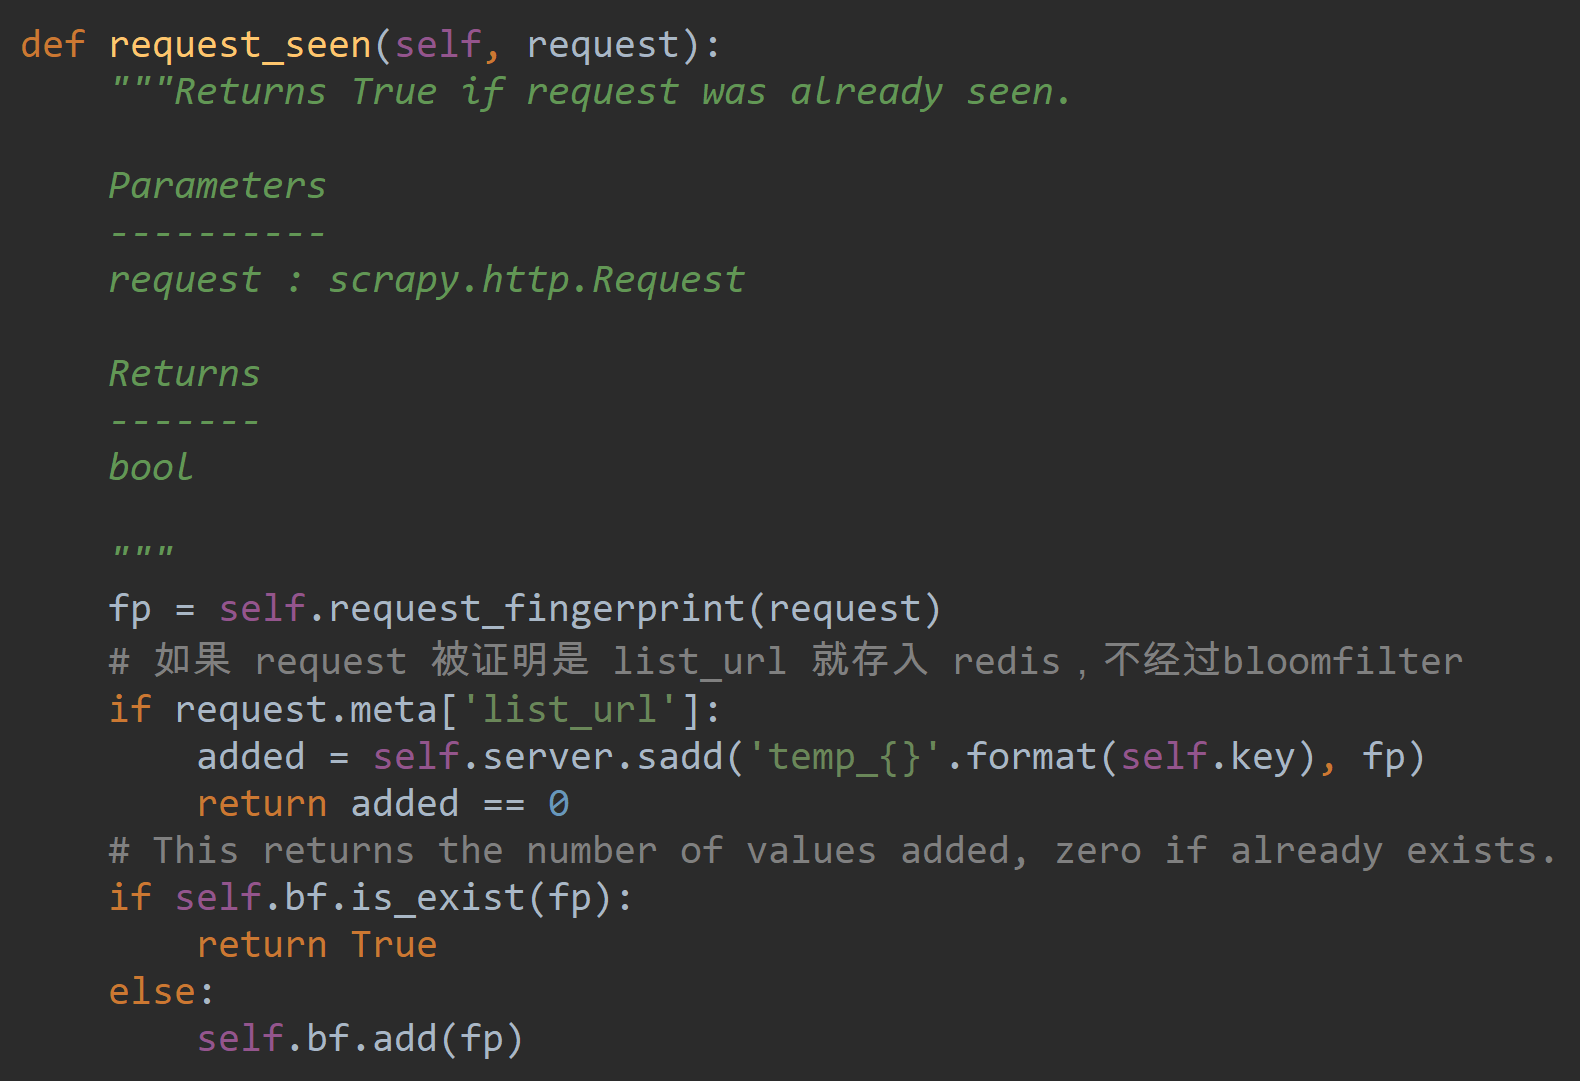 def request_seen(self, request):
    """Returns True if request was already seen.

    Parameters
    ----------
    request : scrapy.http.Request

    Returns
    -------
    bool

    """
    fp = self.request_fingerprint(request)
    # 如果 request 被证明是 list_url 就存入 redis，不经过bloomfilter
    if request.meta['list_url']:
        added = self.server.sadd('temp_{}'.format(self.key), fp)
        return added == 0
    # This returns the number of values added, zero if already exists.
    if self.bf.is_exist(fp):
        return True
    else:
        self.bf.add(fp)